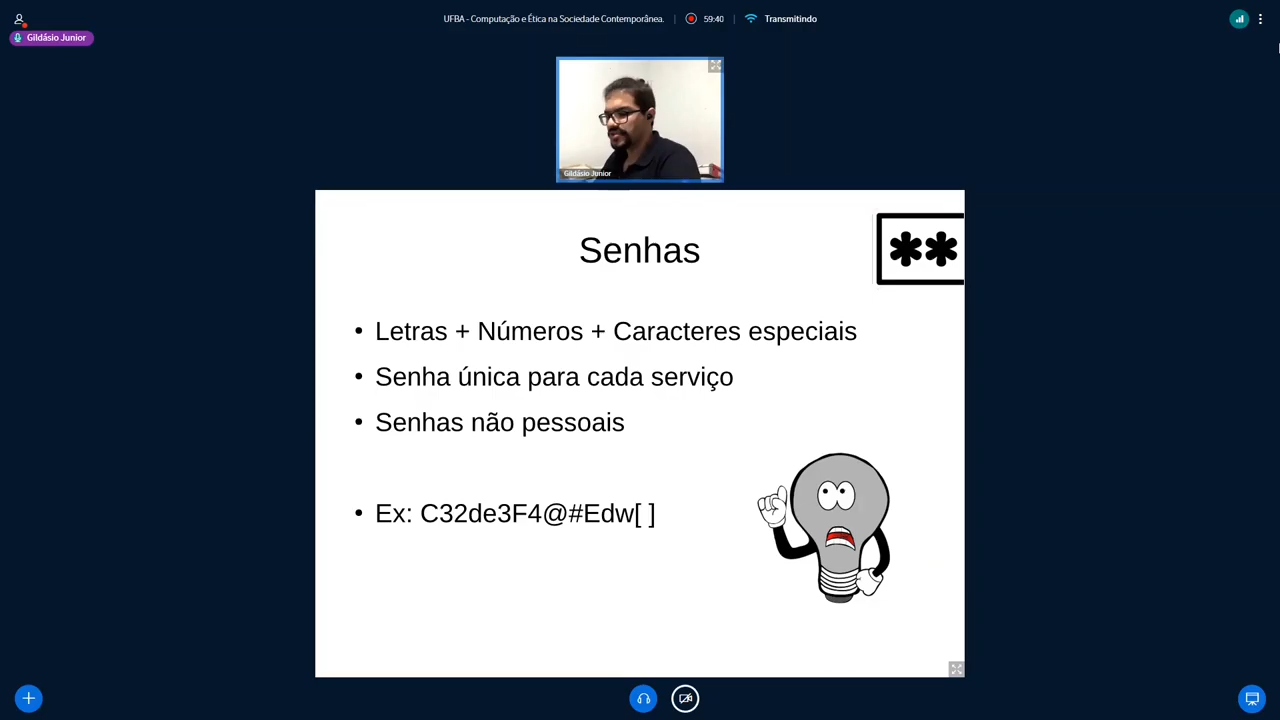 UFBA - Computação e Ética na Sociedade Contemporânea.
59:40
Transmitindo
Gildásio Junior
Gildásio Junior
Senhas
**
• Letras + Números + Caracteres especiais
• Senha única para cada serviço
• Senhas não pessoais
• Ex: C32de3F4@#Edw[ ]